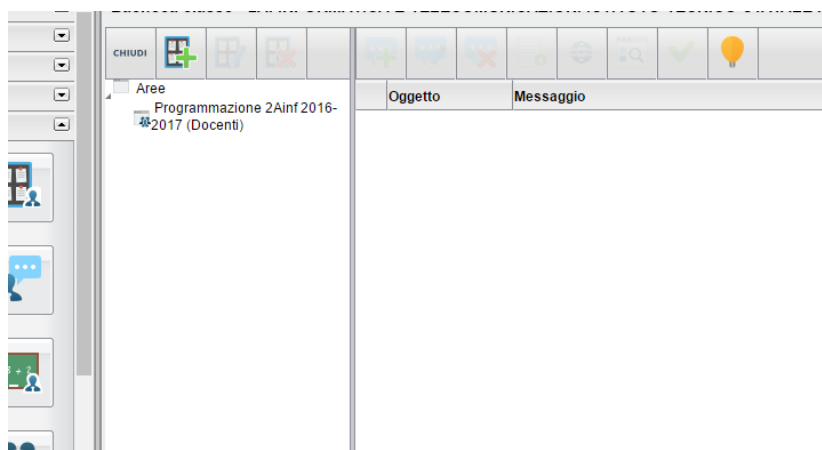 CHIUDI
Aree
Programmazione 2Ainf 2016-
2017 (Docenti)
Oggetto Messaggio